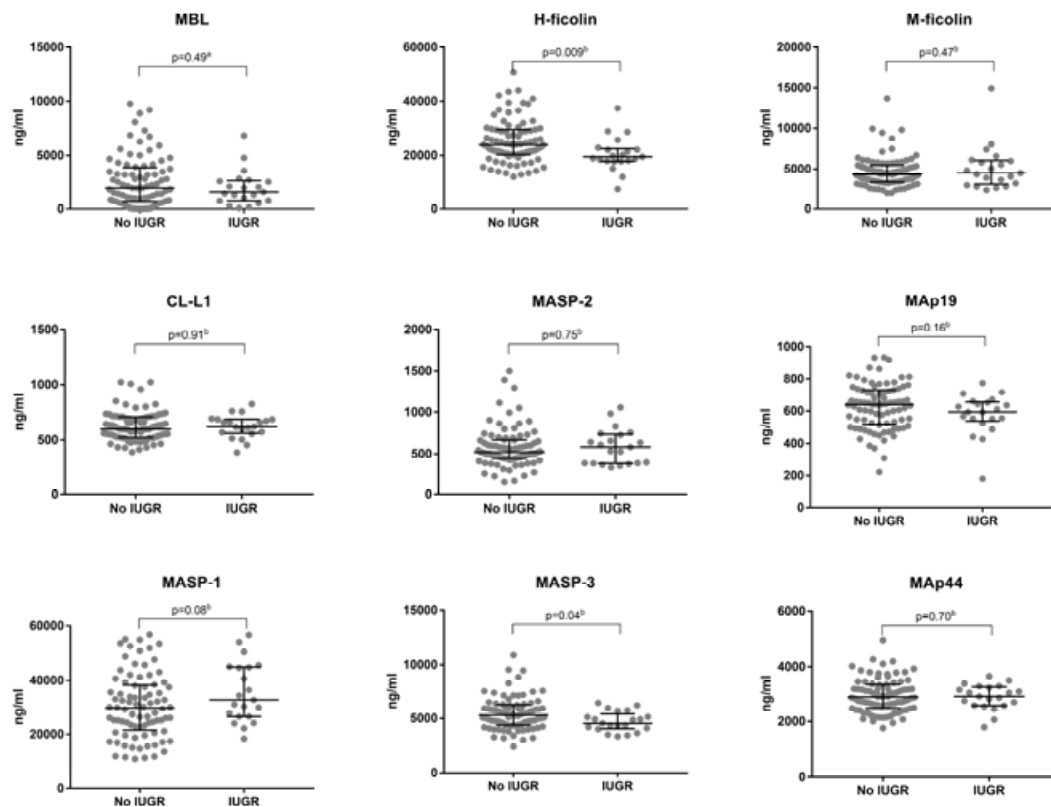 MBL
p=0.49ᵃ
15000
10000
5000
0
ng/ml
No IUGR
IUGR
H-ficolin
p=0.009ᵇ
60000
40000
20000
0
ng/ml
No IUGR
IUGR
M-ficolin
p=0.47ᵇ
20000
15000
10000
5000
0
ng/ml
No IUGR
IUGR
CL-L1
p=0.91ᵇ
1500
1000
500
0
ng/ml
No IUGR
IUGR
MASP-2
p=0.75ᵇ
2000
1500
1000
500
0
ng/ml
No IUGR
IUGR
MAp19
p=0.16ᵇ
1000
800
600
400
200
0
ng/ml
No IUGR
IUGR
MASP-1
p=0.08ᵇ
60000
40000
20000
0
ng/ml
No IUGR
IUGR
MASP-3
p=0.04ᵇ
15000
10000
5000
0
ng/ml
No IUGR
IUGR
MAp44
p=0.70ᵇ
6000
4000
2000
0
ng/ml
No IUGR
IUGR